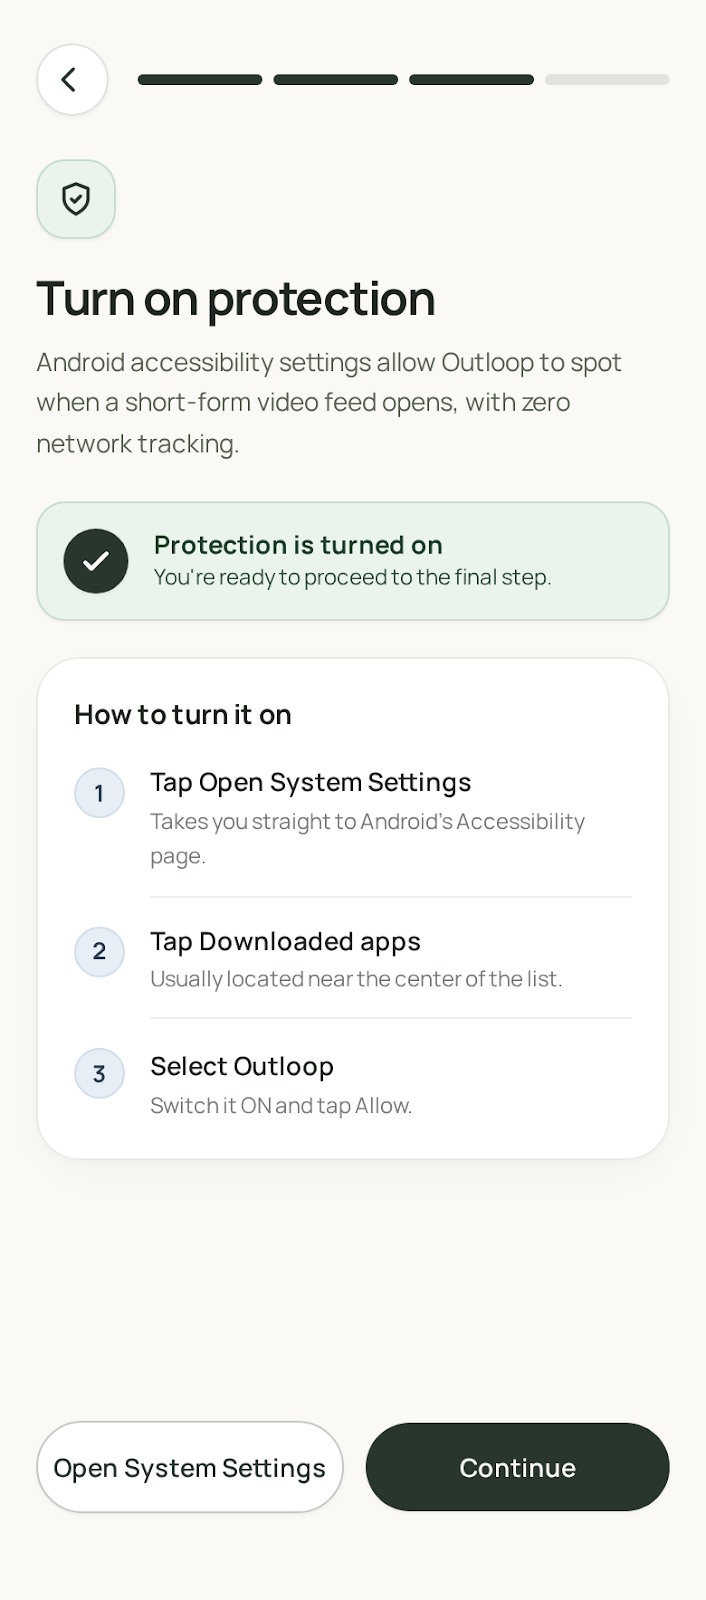 Turn on protection
Android accessibility settings allow Outloop to spot
when a short-form video feed opens, with zero
network tracking.
Protection is turned on
You're ready to proceed to the final step.
How to turn it on
1
Tap Open System Settings
Takes you straight to Android's Accessibility
page.
2
Tap Downloaded apps
Usually located near the center of the list.
3
Select Outloop
Switch it ON and tap Allow.
Open System Settings
Continue